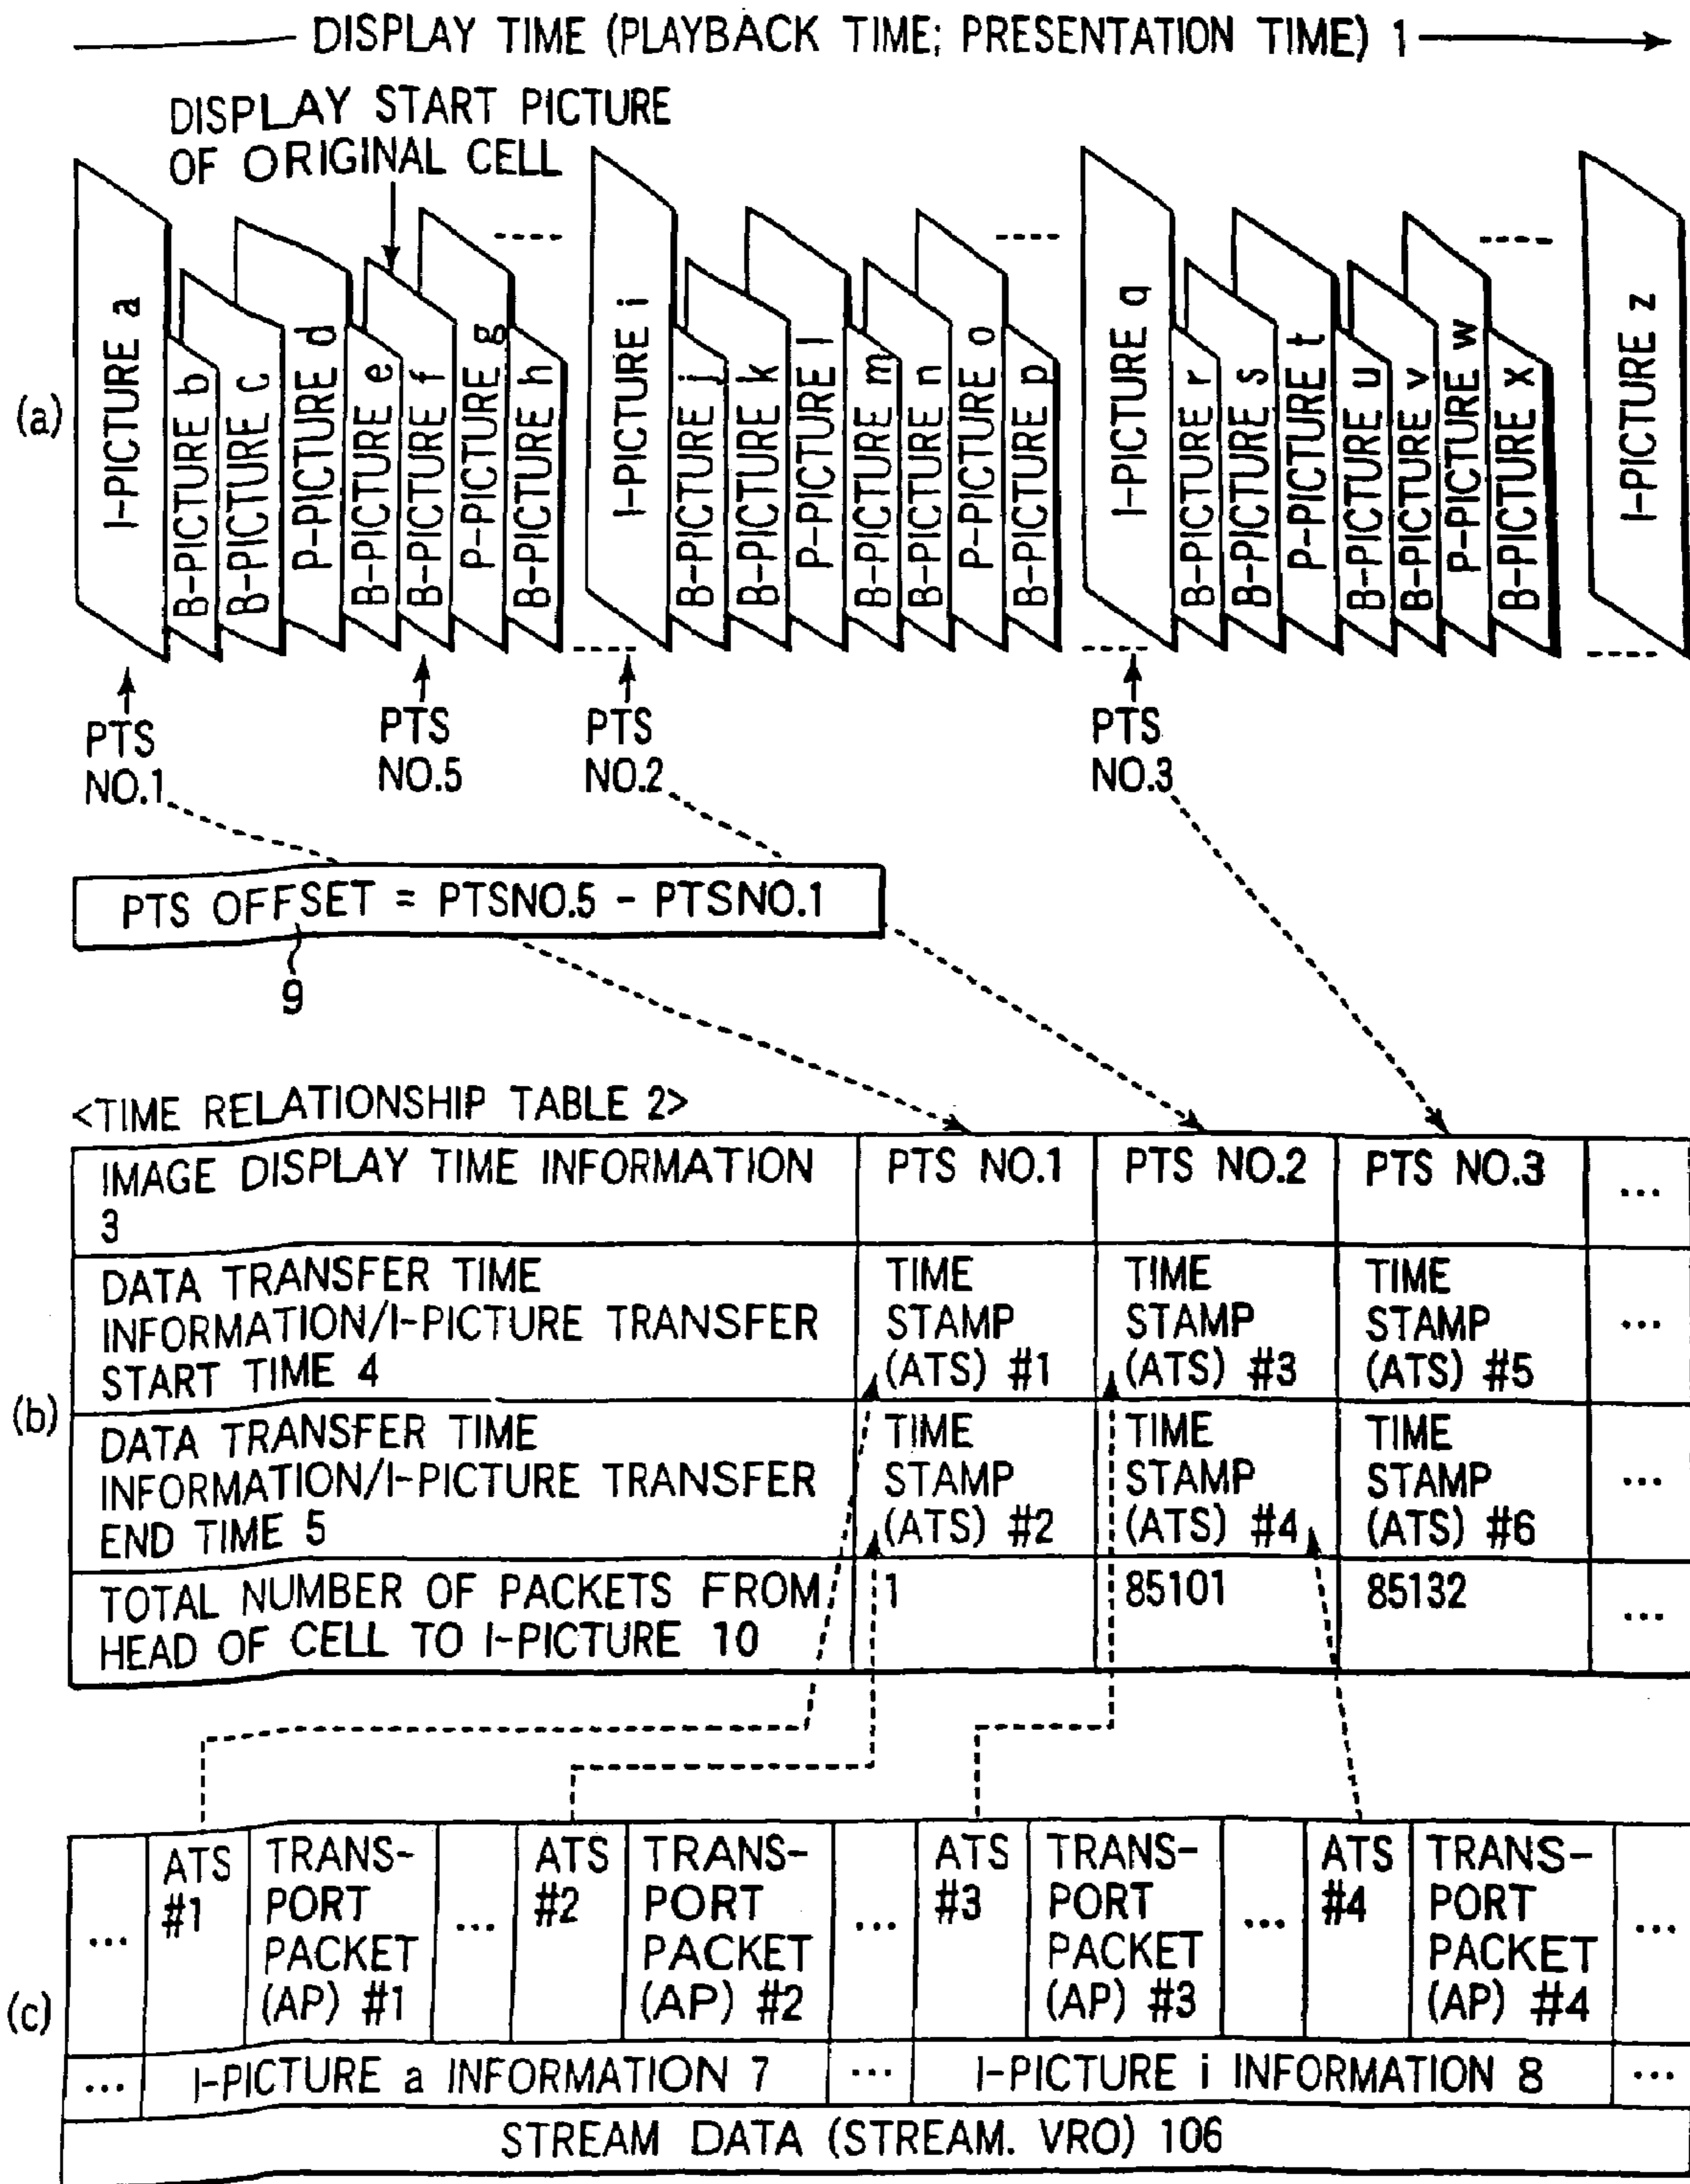 DISPLAY TIME (PLAYBACK TIME; PRESENTATION TIME) 1
DISPLAY START PICTURE
OF ORIGINAL CELL
(a)
I-PICTURE a
B-PICTURE b
B-PICTURE c
P-PICTURE d
B-PICTURE e
B-PICTURE f
P-PICTURE g
B-PICTURE h
I-PICTURE i
B-PICTURE j
B-PICTURE k
P-PICTURE l
B-PICTURE m
B-PICTURE n
P-PICTURE o
B-PICTURE p
I-PICTURE q
B-PICTURE r
B-PICTURE s
P-PICTURE t
B-PICTURE u
B-PICTURE v
P-PICTURE w
B-PICTURE x
I-PICTURE z
PTS
NO.1
PTS
NO.5
PTS
NO.2
PTS
NO.3
PTS OFFSET = PTSNO.5 - PTSNO.1
9
<TIME RELATIONSHIP TABLE 2>
(b)
IMAGE DISPLAY TIME INFORMATION
3
PTS NO.1
PTS NO.2
PTS NO.3
...
DATA TRANSFER TIME
INFORMATION/I-PICTURE TRANSFER
START TIME 4
TIME
STAMP
(ATS) #1
TIME
STAMP
(ATS) #3
TIME
STAMP
(ATS) #5
...
DATA TRANSFER TIME
INFORMATION/I-PICTURE TRANSFER
END TIME 5
TIME
STAMP
(ATS) #2
TIME
STAMP
(ATS) #4
TIME
STAMP
(ATS) #6
...
TOTAL NUMBER OF PACKETS FROM
HEAD OF CELL TO I-PICTURE 10
1
85101
85132
...
(c)
...
ATS
#1
TRANS-
PORT
PACKET
(AP) #1
...
ATS
#2
TRANS-
PORT
PACKET
(AP) #2
...
ATS
#3
TRANS-
PORT
PACKET
(AP) #3
...
ATS
#4
TRANS-
PORT
PACKET
(AP) #4
...
...
I-PICTURE a INFORMATION 7
...
I-PICTURE i INFORMATION 8
...
STREAM DATA (STREAM. VRO) 106